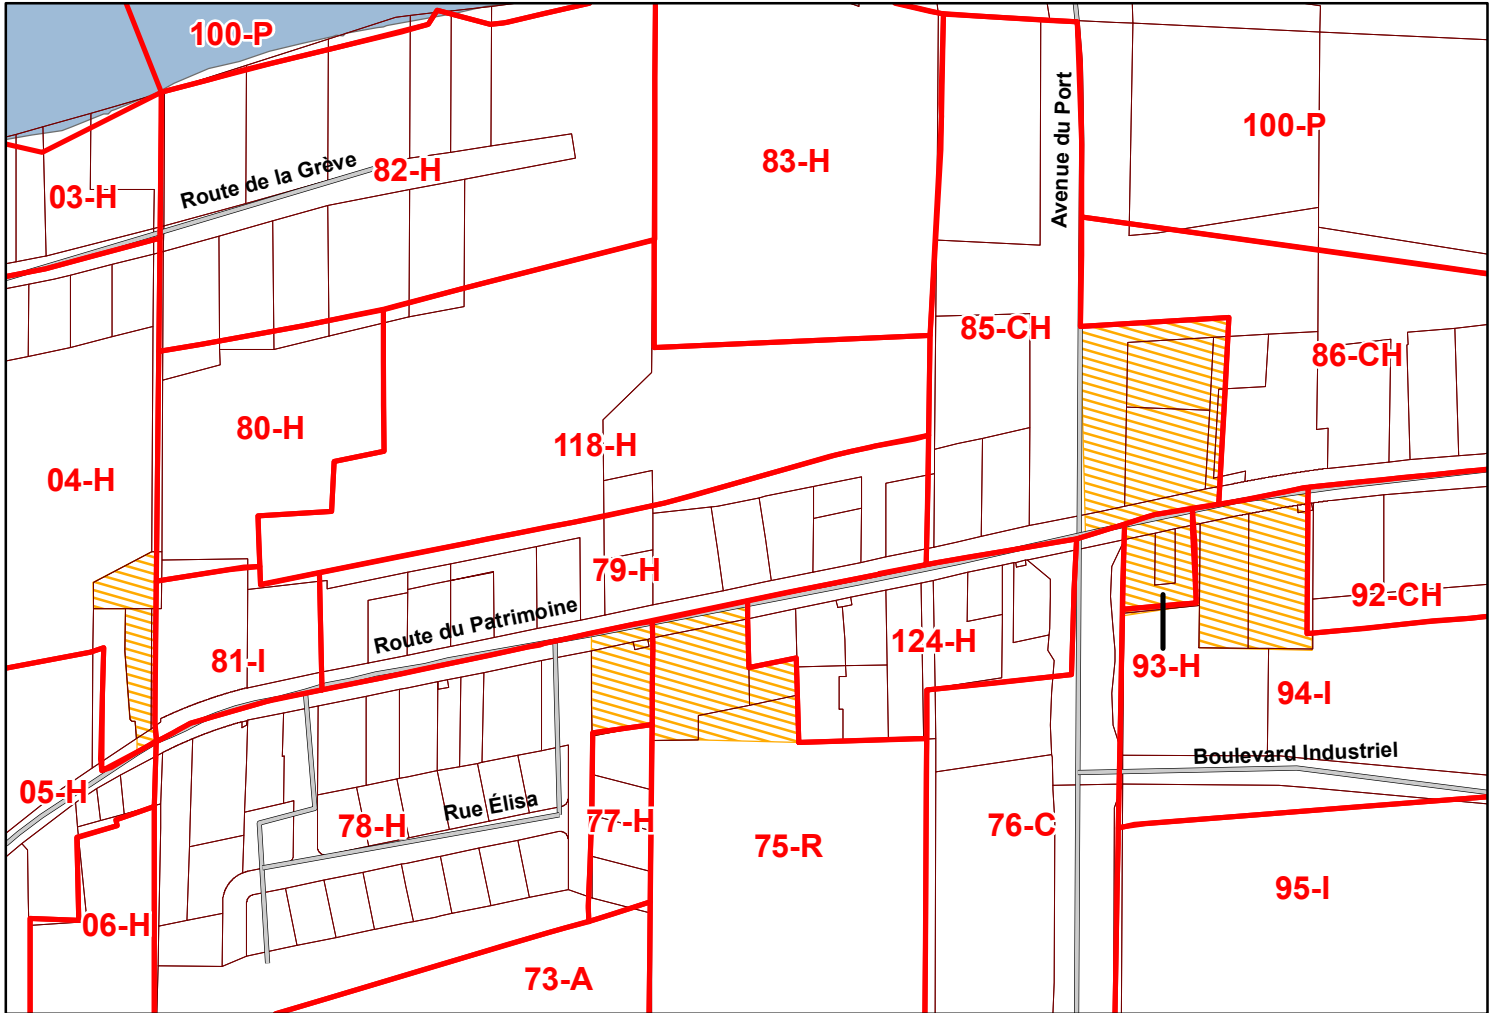 100-P
Avenue du Port
100-P
83-H
Route de la Grève
82-H
03-H
85-CH
86-CH
80-H
118-H
04-H
79-H
92-CH
Route du Patrimoine
124-H
81-I
93-H
94-I
Boulevard Industriel
05-H
Rue Élisa
78-H
77-H
76-C
75-R
95-I
06-H
73-A